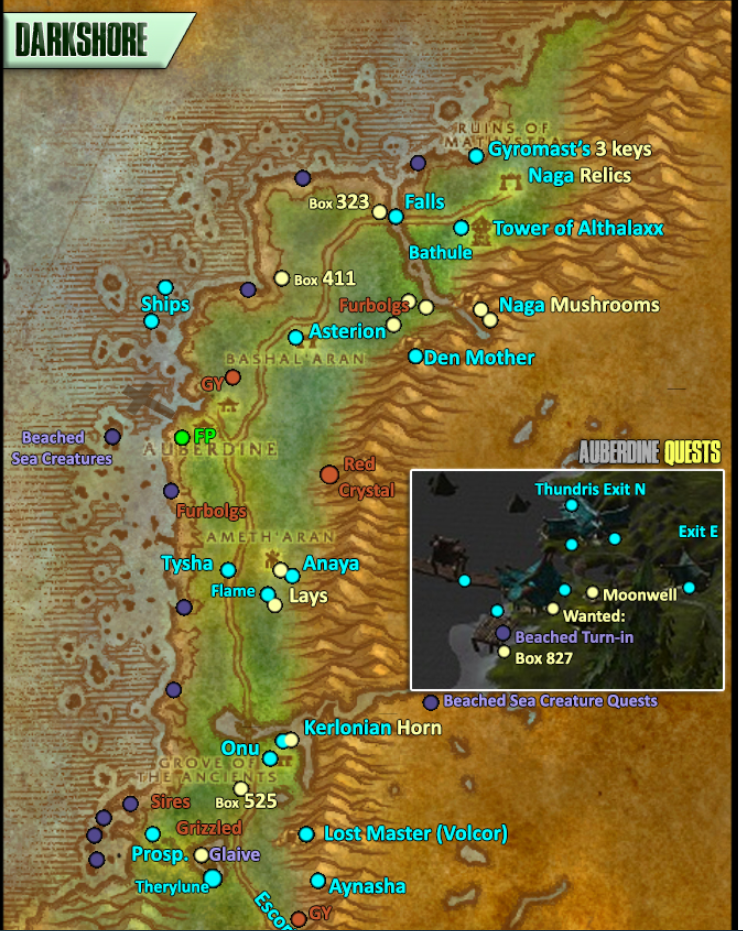 DARKSHORE
RUINS OF
MATHYSTRA
Gyromast's 3 keys
Naga Relics
Box 323
Falls
Tower of Althalaxx
Bathule
Box 411
Ships
Furbolgs
Naga Mushrooms
Asterion
BASHAL'ARAN
Den Mother
GY
FP
Beached
Sea Creatures
AUBERDINE
Red
Crystal
AUBERDINE QUESTS
Furbolgs
Thundris Exit N
Exit E
AMETH'ARAN
Tysha
Anaya
Flame
Lays
Moonwell
Wanted:
Beached Turn-in
Box 827
Beached Sea Creature Quests
Kerlonian Horn
Onu
GROVE OF
THE ANCIENTS
Sires
Box 525
Grizzled
Lost Master (Volcor)
Prosp.
Glaive
Therylune
Aynasha
Escor
GY